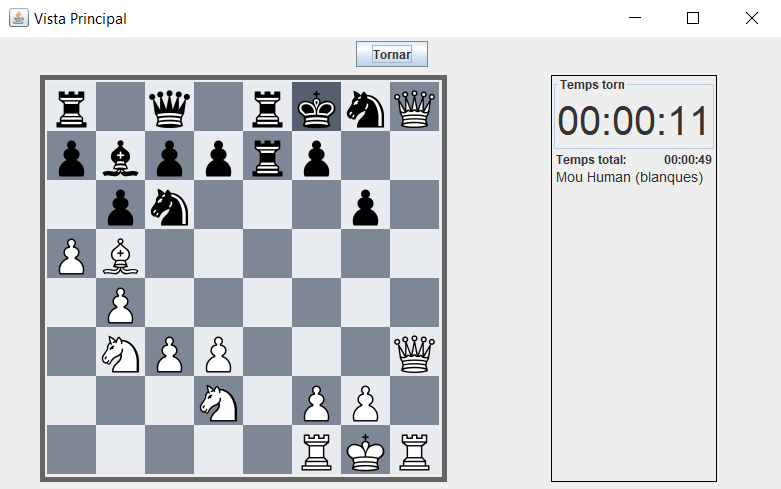 Vista Principal
Tornar
Temps torn
00:00:11
Temps total: 00:00:49
Mou Human (blanques)